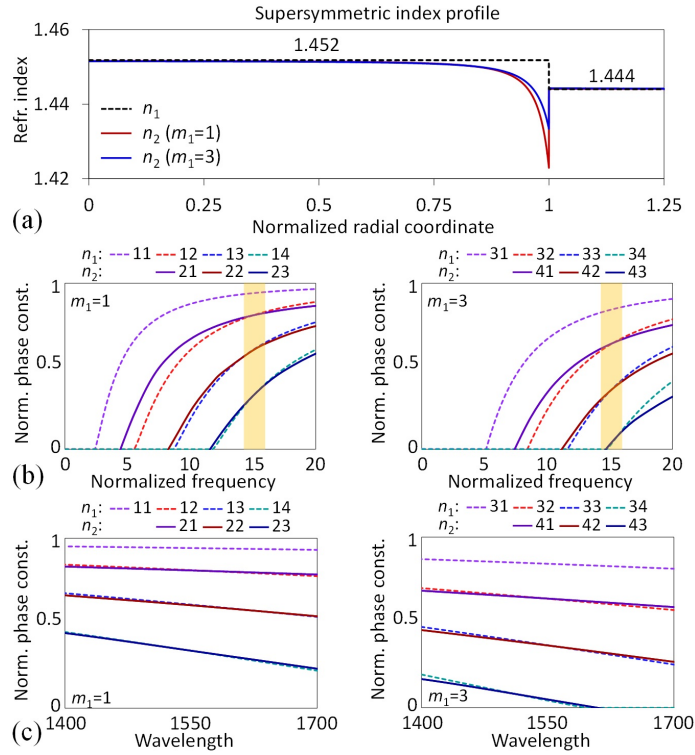 Supersymmetric index profile
Refr. index
1.46
1.44
1.42
1.452
1.444
n₁
n₂ (m₁=1)
n₂ (m₁=3)
0 0.25 0.5 0.75 1 1.25
(a) Normalized radial coordinate
n₁: 11 12 13 14
n₂: 21 22 23
Norm. phase const.
1
0.5
0
m₁=1
0 5 10 15 20
(b) Normalized frequency
n₁: 31 32 33 34
n₂: 41 42 43
Norm. phase const.
1
0.5
0
m₁=3
0 5 10 15 20
Normalized frequency
n₁: 11 12 13 14
n₂: 21 22 23
Norm. phase const.
1
0.5
0
m₁=1
1400 1550 1700
(c) Wavelength
n₁: 31 32 33 34
n₂: 41 42 43
Norm. phase const.
1
0.5
0
m₁=3
1400 1550 1700
Wavelength